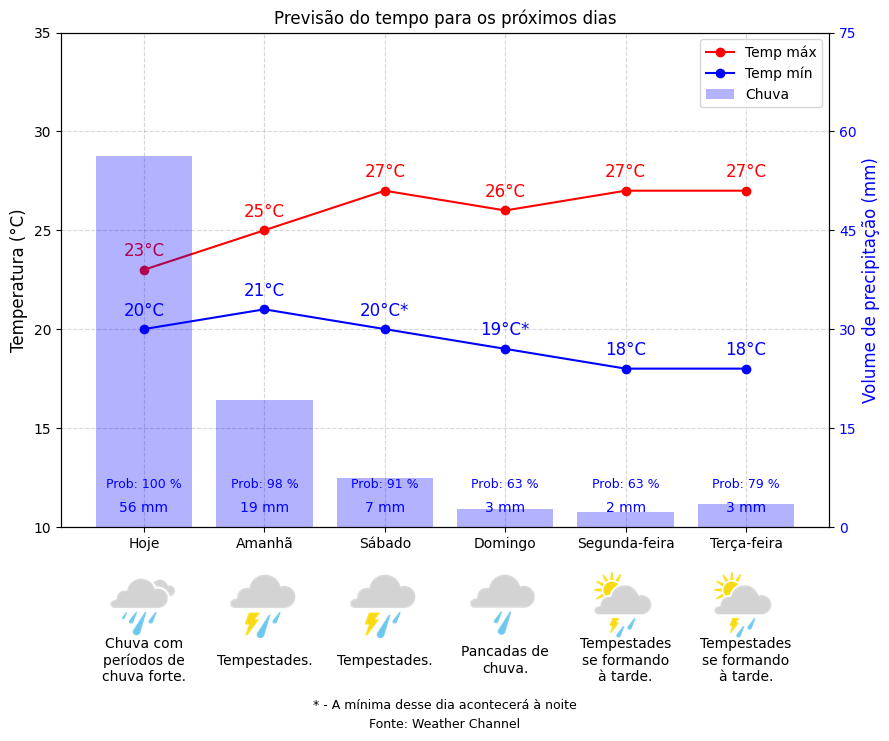 Previsão do tempo para os próximos dias
Temp máx
Temp mín
Chuva
Temperatura (°C)
Volume de precipitação (mm)
35
30
25
20
15
10
75
60
45
30
15
0
23°C
25°C
27°C
26°C
27°C
27°C
20°C
21°C
20°C*
19°C*
18°C
18°C
Prob: 100 %
Prob: 98 %
Prob: 91 %
Prob: 63 %
Prob: 63 %
Prob: 79 %
56 mm
19 mm
7 mm
3 mm
2 mm
3 mm
Hoje
Amanhã
Sábado
Domingo
Segunda-feira
Terça-feira
Chuva com
períodos de
chuva forte.
Tempestades.
Tempestades.
Pancadas de
chuva.
Tempestades
se formando
à tarde.
Tempestades
se formando
à tarde.
* - A mínima desse dia acontecerá à noite
Fonte: Weather Channel